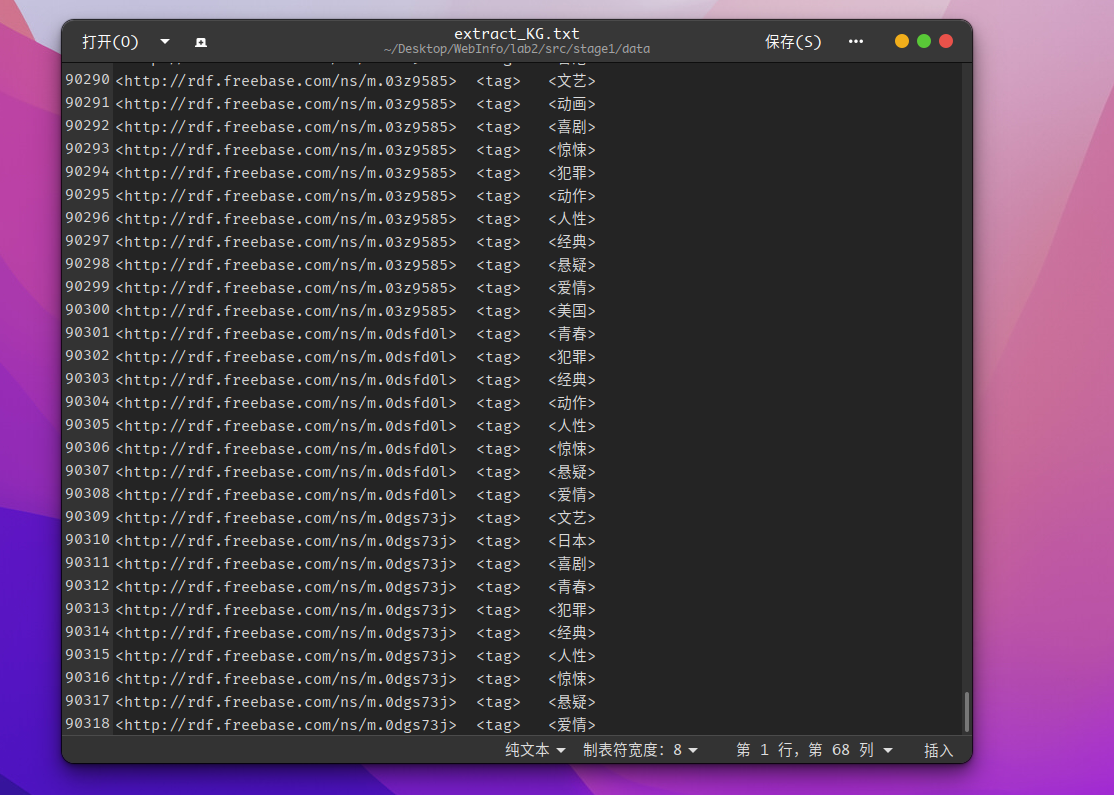 打开(O)
extract_KG.txt
~/Desktop/WebInfo/lab2/src/stage1/data
保存(S)
90290 <http://rdf.freebase.com/ns/m.03z9585> <tag> <文艺>
90291 <http://rdf.freebase.com/ns/m.03z9585> <tag> <动画>
90292 <http://rdf.freebase.com/ns/m.03z9585> <tag> <喜剧>
90293 <http://rdf.freebase.com/ns/m.03z9585> <tag> <惊悚>
90294 <http://rdf.freebase.com/ns/m.03z9585> <tag> <犯罪>
90295 <http://rdf.freebase.com/ns/m.03z9585> <tag> <动作>
90296 <http://rdf.freebase.com/ns/m.03z9585> <tag> <人性>
90297 <http://rdf.freebase.com/ns/m.03z9585> <tag> <经典>
90298 <http://rdf.freebase.com/ns/m.03z9585> <tag> <悬疑>
90299 <http://rdf.freebase.com/ns/m.03z9585> <tag> <爱情>
90300 <http://rdf.freebase.com/ns/m.03z9585> <tag> <美国>
90301 <http://rdf.freebase.com/ns/m.0dsfd0l> <tag> <青春>
90302 <http://rdf.freebase.com/ns/m.0dsfd0l> <tag> <犯罪>
90303 <http://rdf.freebase.com/ns/m.0dsfd0l> <tag> <经典>
90304 <http://rdf.freebase.com/ns/m.0dsfd0l> <tag> <动作>
90305 <http://rdf.freebase.com/ns/m.0dsfd0l> <tag> <人性>
90306 <http://rdf.freebase.com/ns/m.0dsfd0l> <tag> <惊悚>
90307 <http://rdf.freebase.com/ns/m.0dsfd0l> <tag> <悬疑>
90308 <http://rdf.freebase.com/ns/m.0dsfd0l> <tag> <爱情>
90309 <http://rdf.freebase.com/ns/m.0dgs73j> <tag> <文艺>
90310 <http://rdf.freebase.com/ns/m.0dgs73j> <tag> <日本>
90311 <http://rdf.freebase.com/ns/m.0dgs73j> <tag> <喜剧>
90312 <http://rdf.freebase.com/ns/m.0dgs73j> <tag> <青春>
90313 <http://rdf.freebase.com/ns/m.0dgs73j> <tag> <犯罪>
90314 <http://rdf.freebase.com/ns/m.0dgs73j> <tag> <经典>
90315 <http://rdf.freebase.com/ns/m.0dgs73j> <tag> <人性>
90316 <http://rdf.freebase.com/ns/m.0dgs73j> <tag> <惊悚>
90317 <http://rdf.freebase.com/ns/m.0dgs73j> <tag> <悬疑>
90318 <http://rdf.freebase.com/ns/m.0dgs73j> <tag> <爱情>
纯文本 制表符宽度：8 第 1 行，第 68 列 插入